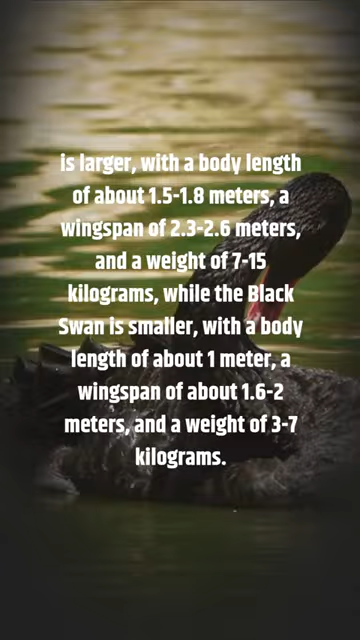 is larger, with a body length
of about 1.5-1.8 meters, a
wingspan of 2.3-2.6 meters,
and a weight of 7-15
kilograms, while the Black
Swan is smaller, with a body
length of about 1 meter, a
wingspan of about 1.6-2
meters, and a weight of 3-7
kilograms.